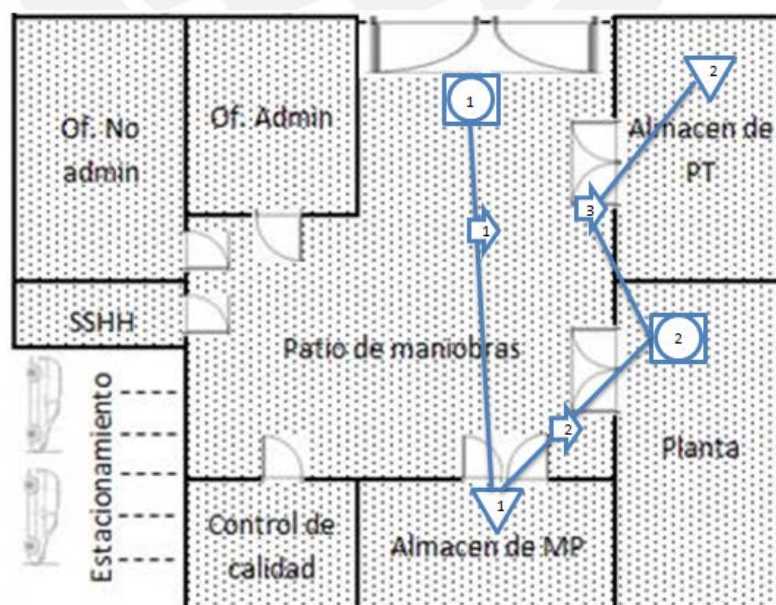 1
2
Of. No
admin
Of. Admin
Almacen de
PT
3
1
SSHH
Patio de maniobras
2
2
Estacionamiento
Planta
1
Control de
calidad
Almacen de MP